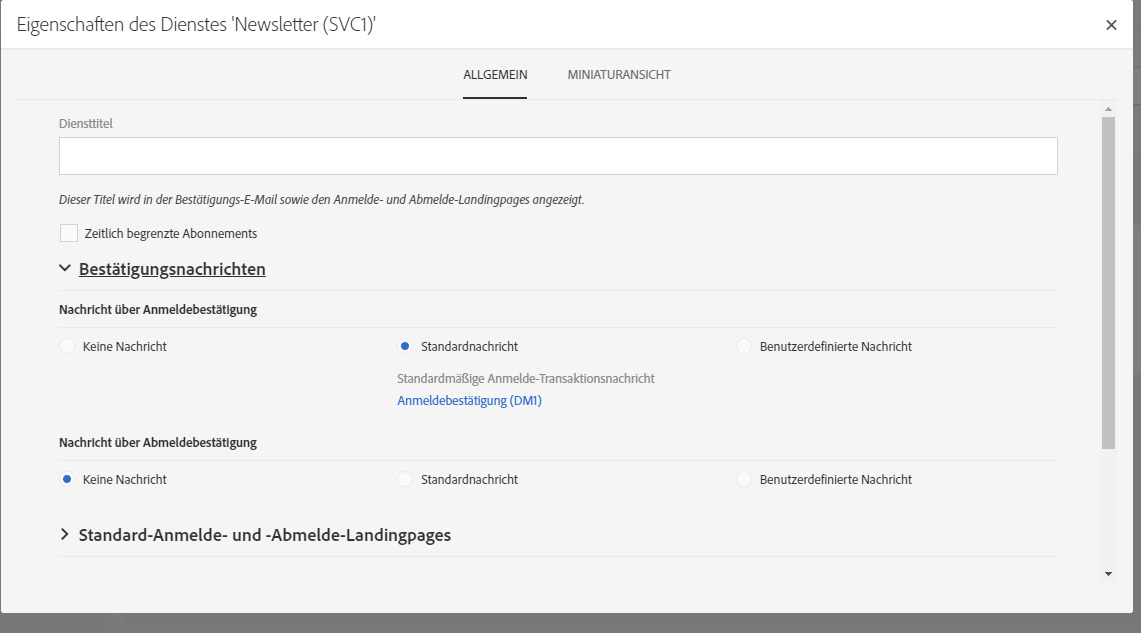 Eigenschaften des Dienstes 'Newsletter (SVC1)'
ALLGEMEIN MINIATURANSICHT
Diensttitel
Dieser Titel wird in der Bestätigungs-E-Mail sowie den Anmelde- und Abmelde-Landingpages angezeigt.
Zeitlich begrenzte Abonnements
Bestätigungsnachrichten
Nachricht über Anmeldebestätigung
Keine Nachricht Standardnachricht Benutzerdefinierte Nachricht
Standardmäßige Anmelde-Transaktionsnachricht
Anmeldebestätigung (DM1)
Nachricht über Abmeldebestätigung
Keine Nachricht Standardnachricht Benutzerdefinierte Nachricht
Standard-Anmelde- und -Abmelde-Landingpages